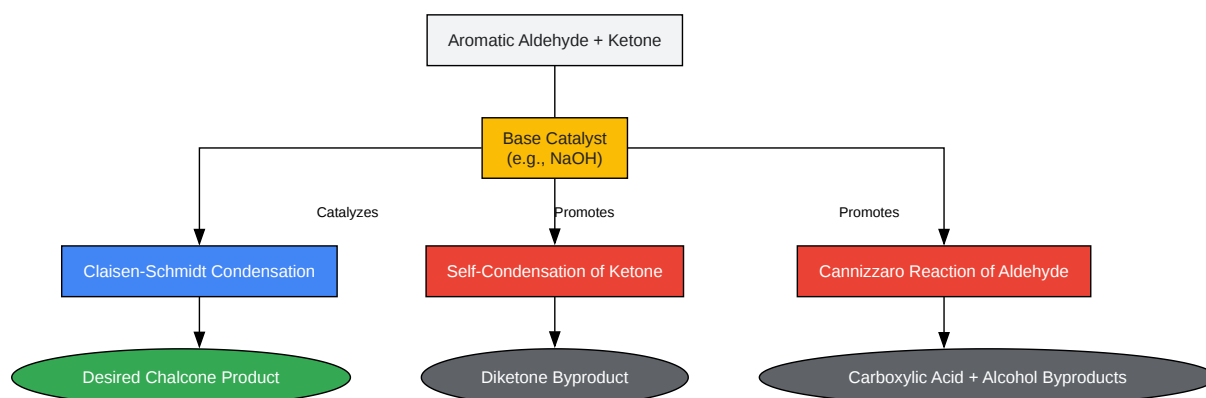 Aromatic Aldehyde + Ketone
Base Catalyst
(e.g., NaOH)
Catalyzes
Promotes
Promotes
Claisen-Schmidt Condensation
Self-Condensation of Ketone
Cannizzaro Reaction of Aldehyde
Desired Chalcone Product
Diketone Byproduct
Carboxylic Acid + Alcohol Byproducts